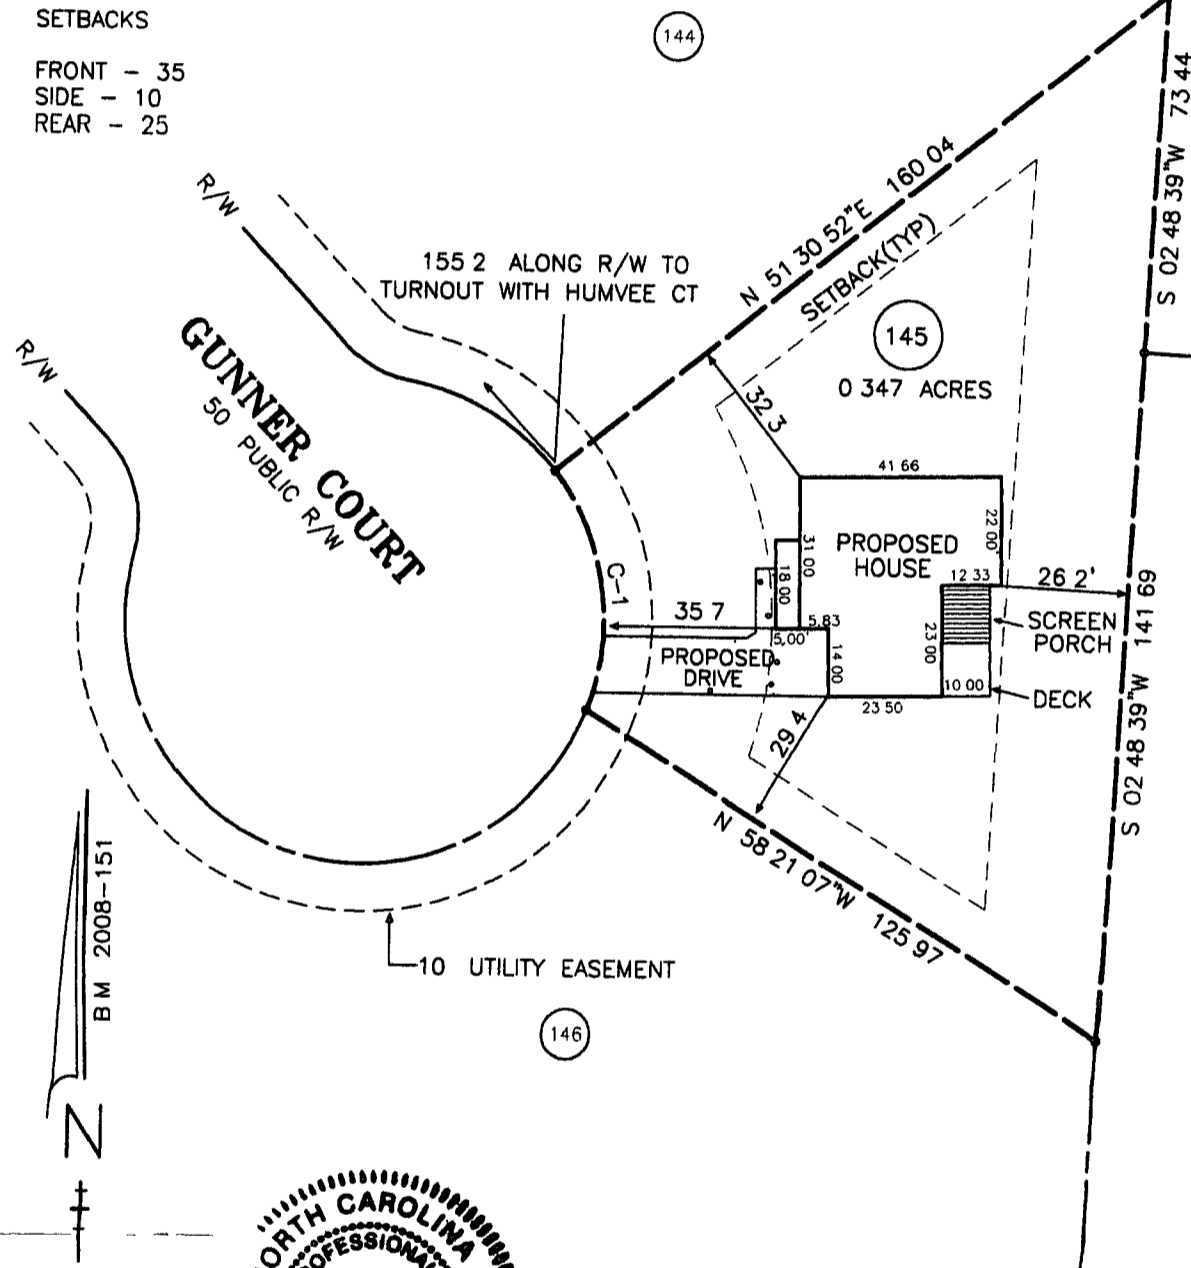 SETBACKS
FRONT - 35
SIDE - 10
REAR - 25
144
R/W
155 2 ALONG R/W TO
TURNOUT WITH HUMVEE CT
N 51 30 52"E 160 04
SETBACK(TYP)
S 02 48 39"W 73 44
145
0 347 ACRES
R/W
GUNNER COURT
50 PUBLIC R/W
32 3
41 66
22 00'
31 00
PROPOSED
HOUSE
18 00
12 33
26 2'
C-1
35 7
5 83
5.00'
SCREEN
PORCH
23 00
14 00
PROPOSED
DRIVE
10 00
DECK
23 50
29 4
S 02 48 39"W 141 69
N 58 21 07"W 125 97
BM 2008-151
10 UTILITY EASEMENT
146
N
NORTH CAROLINA
PROFESSIONAL